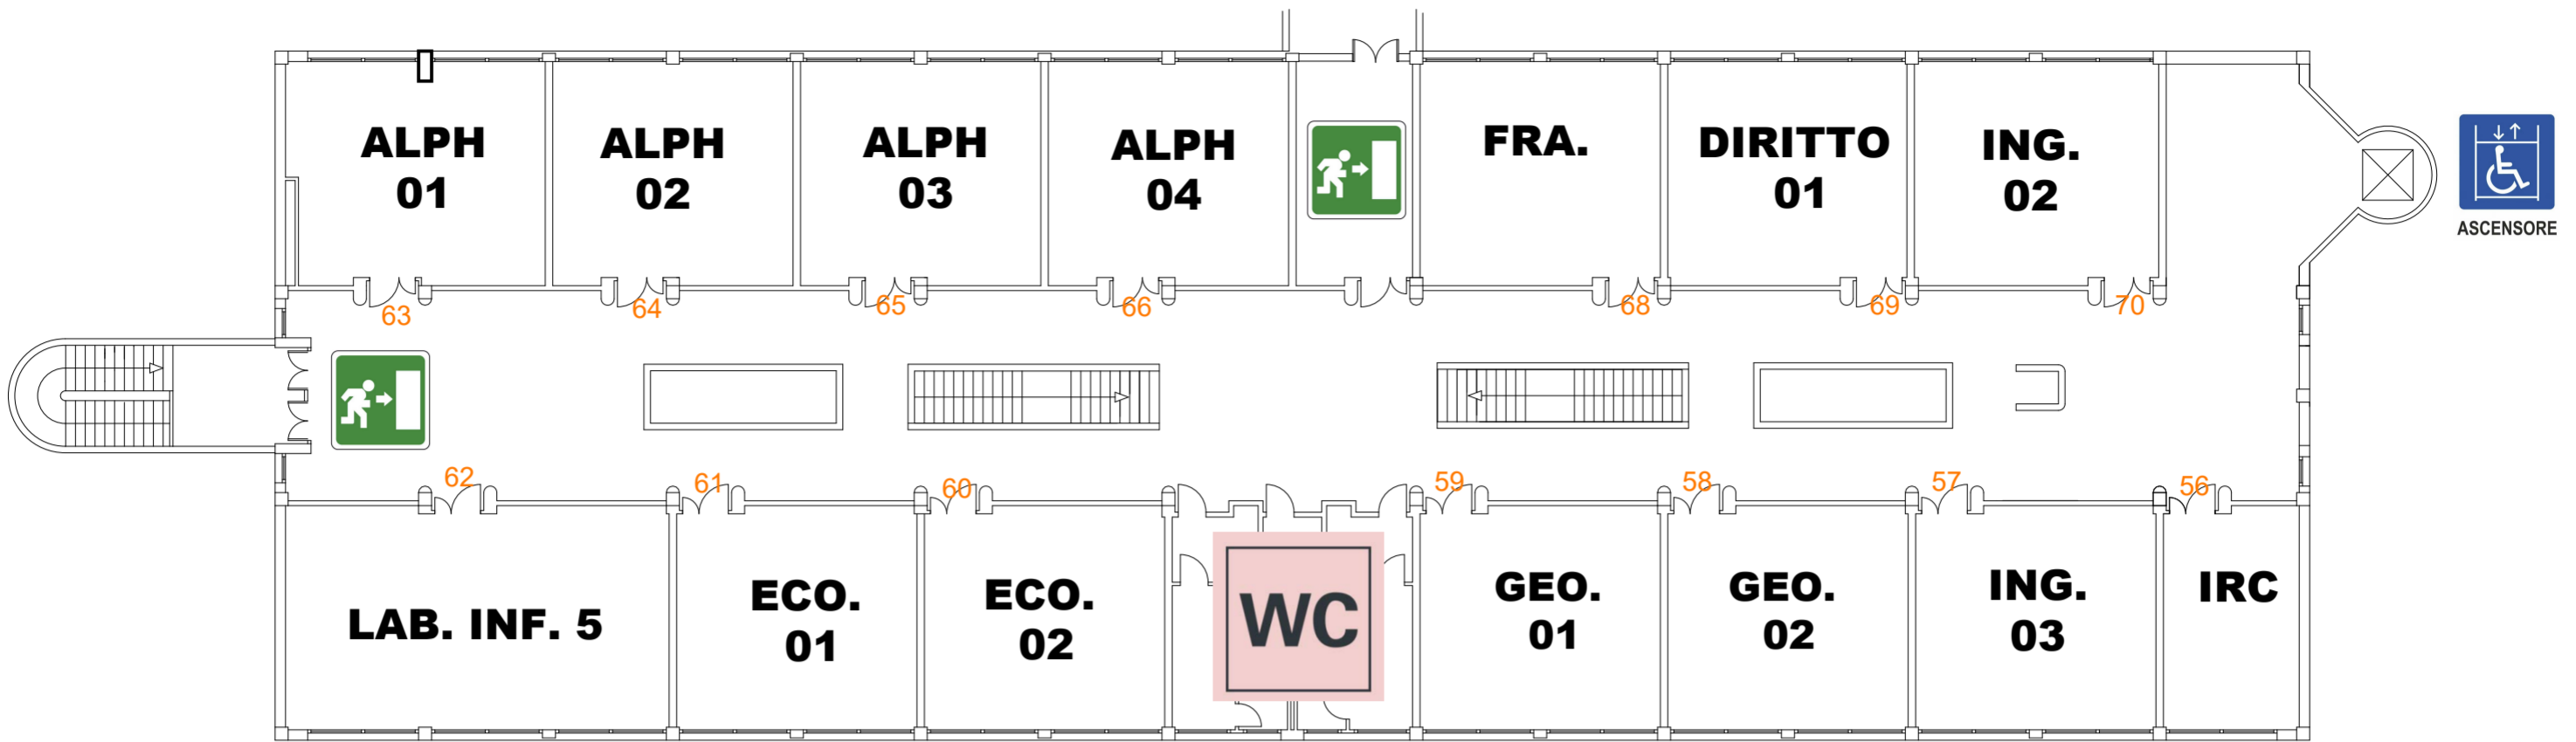 ALPH
01
ALPH
02
ALPH
03
ALPH
04
FRA.
DIRITTO
01
ING.
02
ASCENSORE
63
64
65
66
68
69
70
62
61
60
59
58
57
56
LAB. INF. 5
ECO.
01
ECO.
02
WC
GEO.
01
GEO.
02
ING.
03
IRC